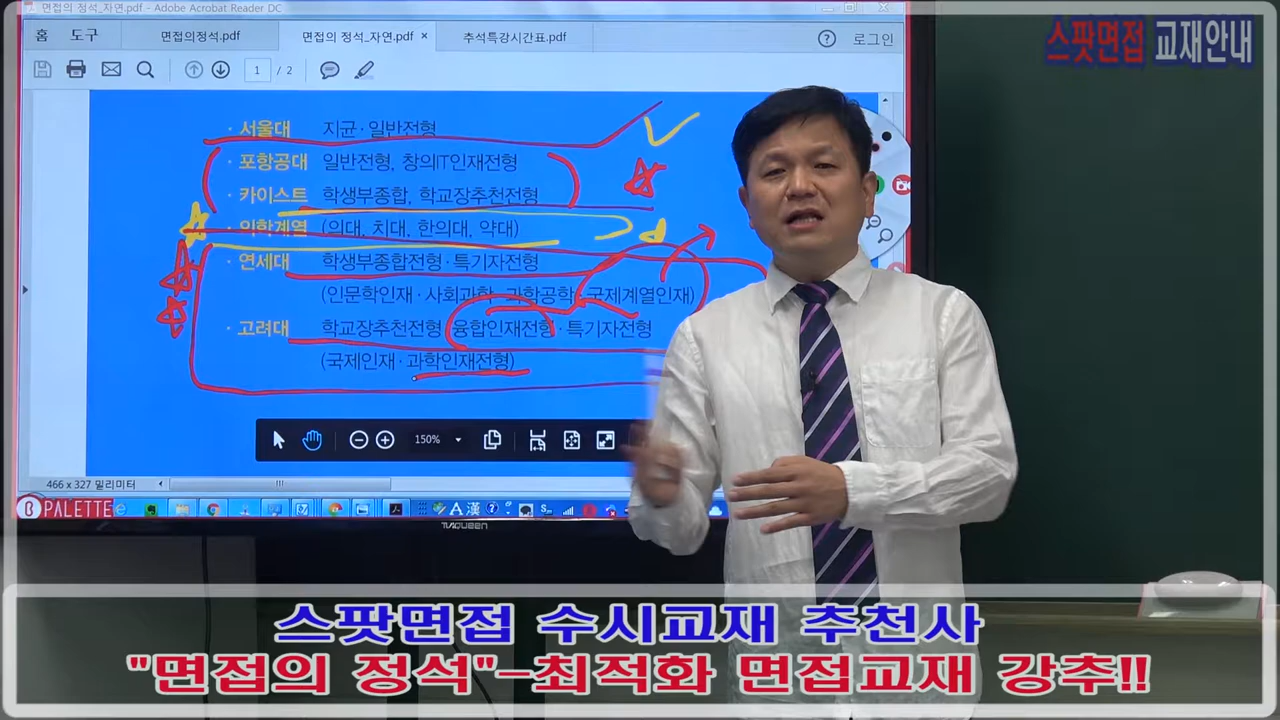 면접의 정석_자연.pdf - Adobe Acrobat Reader DC
스팟면접 교재안내
홈 도구 면접의정석.pdf 면접의 정석_자연.pdf × 추석특강시간표.pdf 로그인
1 / 2
· 서울대 지균·일반전형
· 포항공대 일반전형, 창의IT인재전형
· 카이스트 학생부종합, 학교장추천전형
· 의학계열 (의대, 치대, 한의대, 약대)
· 연세대 학생부종합전형·특기자전형
(인문학인재·사회과학·과학공학·국제계열인재)
· 고려대 학교장추천전형·융합인재전형·특기자전형
(국제인재·과학인재전형)
150%
466 x 327 밀리미터
PALETTE A 漢
스팟면접 수시교재 추천사
"면접의 정석"-최적화 면접교재 강추!!